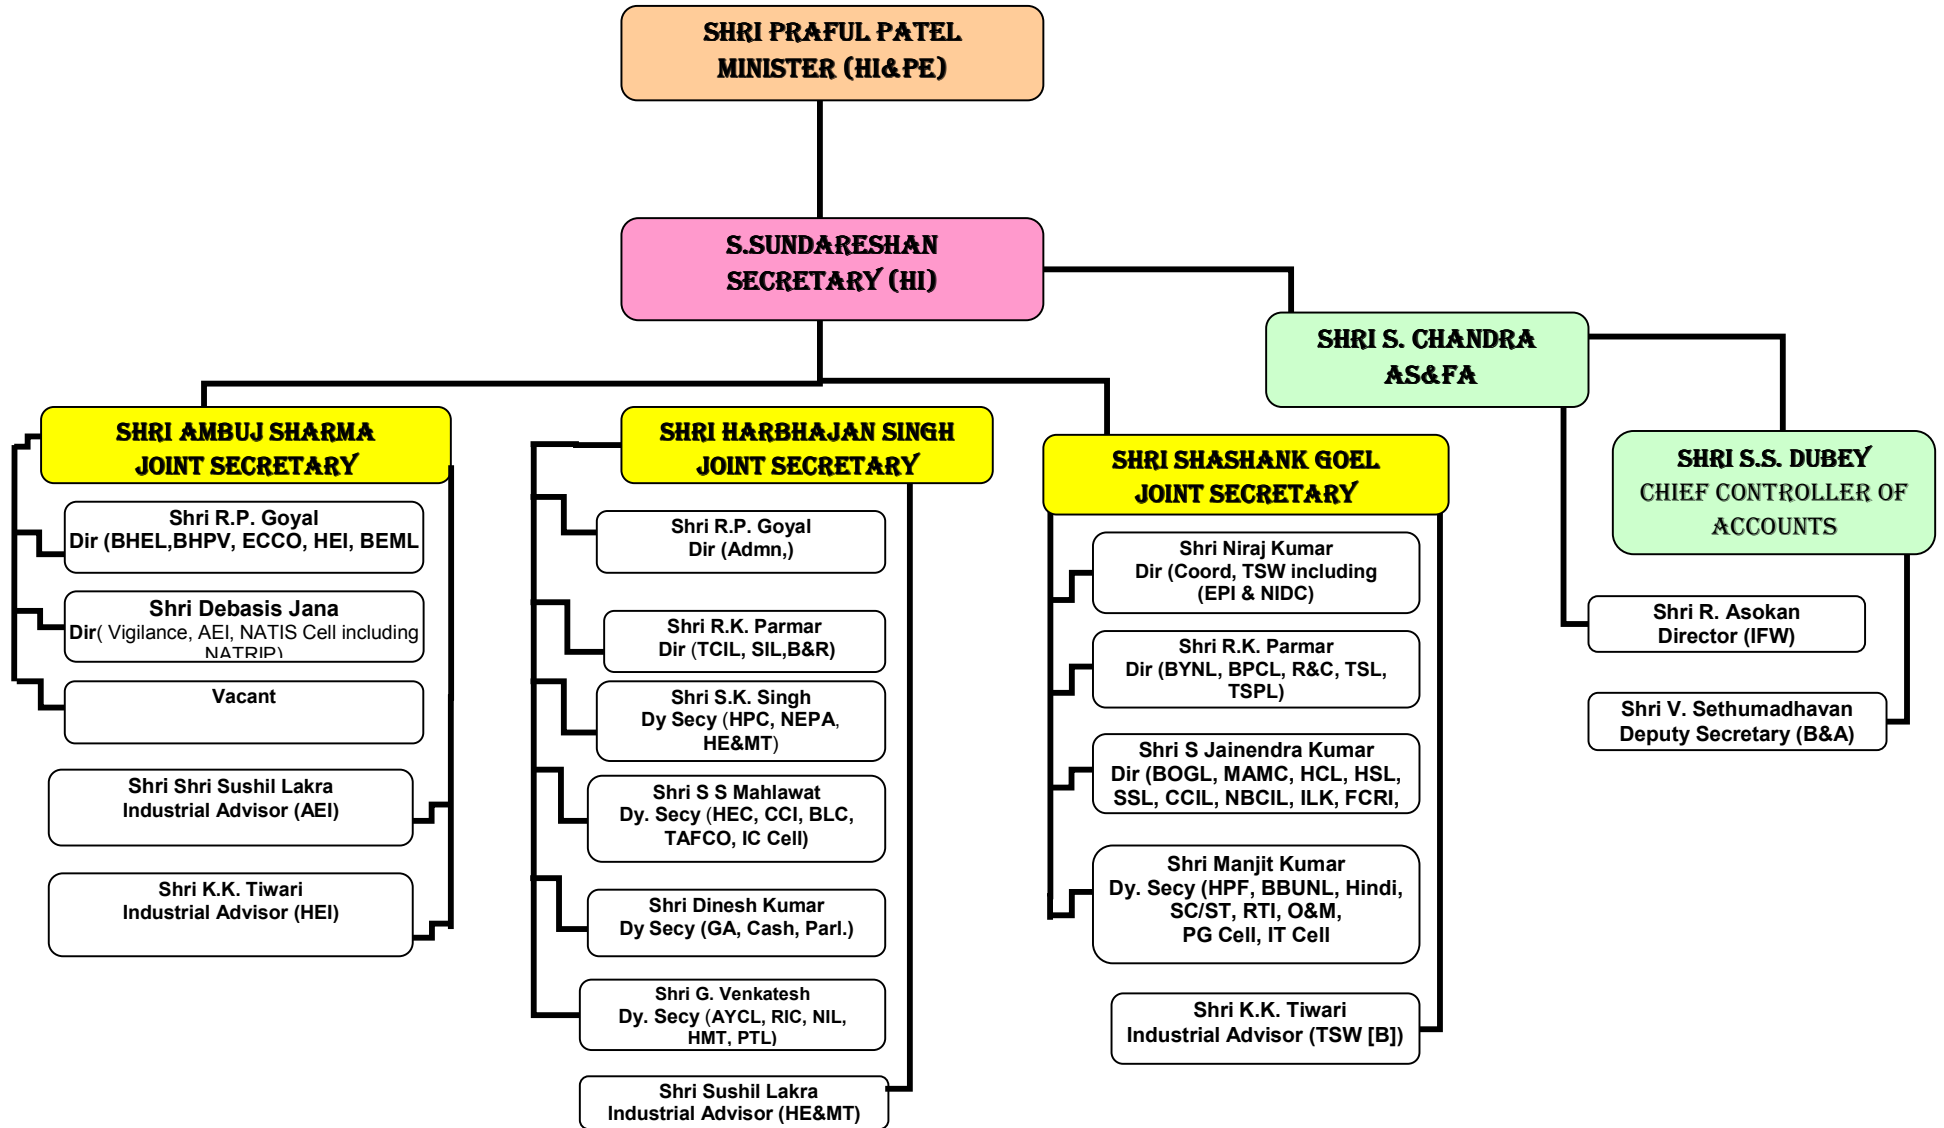 SHRI PRAFUL PATEL
MINISTER (HI&PE)
S.SUNDARESHAN
SECRETARY (HI)
SHRI S. CHANDRA
AS&FA
SHRI S.S. DUBEY
CHIEF CONTROLLER OF
ACCOUNTS
Shri R. Asokan
Director (IFW)
Shri V. Sethumadhavan
Deputy Secretary (B&A)
SHRI AMBUJ SHARMA
JOINT SECRETARY
Shri R.P. Goyal
Dir (BHEL,BHPV, ECCO, HEI, BEML
Shri Debasis Jana
Dir( Vigilance, AEI, NATIS Cell including
NATRIP)
Vacant
Shri Shri Sushil Lakra
Industrial Advisor (AEI)
Shri K.K. Tiwari
Industrial Advisor (HEI)
SHRI HARBHAJAN SINGH
JOINT SECRETARY
Shri R.P. Goyal
Dir (Admn,)
Shri R.K. Parmar
Dir (TCIL, SIL,B&R)
Shri S.K. Singh
Dy Secy (HPC, NEPA,
HE&MT)
Shri S S Mahlawat
Dy. Secy (HEC, CCI, BLC,
TAFCO, IC Cell)
Shri Dinesh Kumar
Dy Secy (GA, Cash, Parl.)
Shri G. Venkatesh
Dy. Secy (AYCL, RIC, NIL,
HMT, PTL)
Shri Sushil Lakra
Industrial Advisor (HE&MT)
SHRI SHASHANK GOEL
JOINT SECRETARY
Shri Niraj Kumar
Dir (Coord, TSW including
(EPI & NIDC)
Shri R.K. Parmar
Dir (BYNL, BPCL, R&C, TSL,
TSPL)
Shri S Jainendra Kumar
Dir (BOGL, MAMC, HCL, HSL,
SSL, CCIL, NBCIL, ILK, FCRI,
Shri Manjit Kumar
Dy. Secy (HPF, BBUNL, Hindi,
SC/ST, RTI, O&M,
PG Cell, IT Cell
Shri K.K. Tiwari
Industrial Advisor (TSW [B])